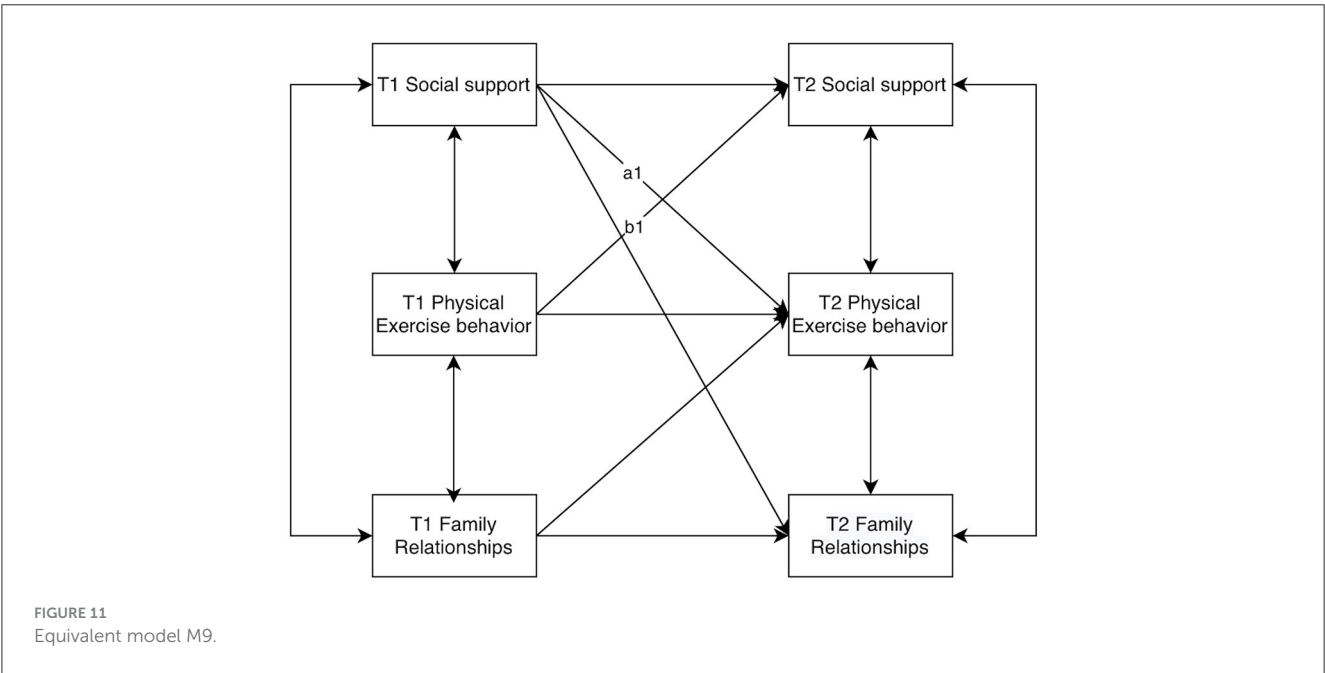 T1 Social support
T2 Social support
a1
b1
T1 Physical
Exercise behavior
T2 Physical
Exercise behavior
T1 Family
Relationships
T2 Family
Relationships
FIGURE 11
Equivalent model M9.